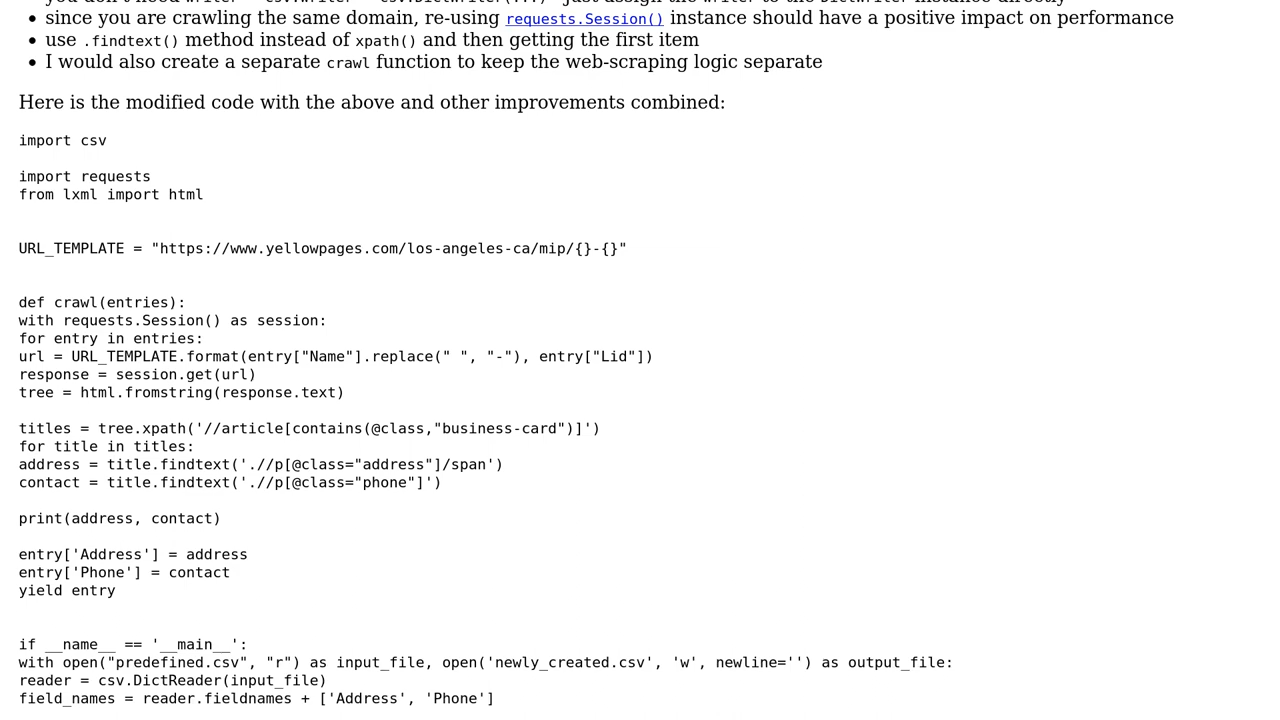 since you are crawling the same domain, re-using requests.Session() instance should have a positive impact on performance
use .findtext() method instead of xpath() and then getting the first item
I would also create a separate crawl function to keep the web-scraping logic separate
Here is the modified code with the above and other improvements combined:
import csv
import requests
from lxml import html
URL_TEMPLATE = "https://www.yellowpages.com/los-angeles-ca/mip/{}-{}"
def crawl(entries):
with requests.Session() as session:
for entry in entries:
url = URL_TEMPLATE.format(entry["Name"].replace(" ", "-"), entry["Lid"])
response = session.get(url)
tree = html.fromstring(response.text)
titles = tree.xpath('//article[contains(@class,"business-card")]')
for title in titles:
address = title.findtext('.//p[@class="address"]/span')
contact = title.findtext('.//p[@class="phone"]')
print(address, contact)
entry['Address'] = address
entry['Phone'] = contact
yield entry
if __name__ == '__main__':
with open("predefined.csv", "r") as input_file, open('newly_created.csv', 'w', newline='') as output_file:
reader = csv.DictReader(input_file)
field_names = reader.fieldnames + ['Address', 'Phone']